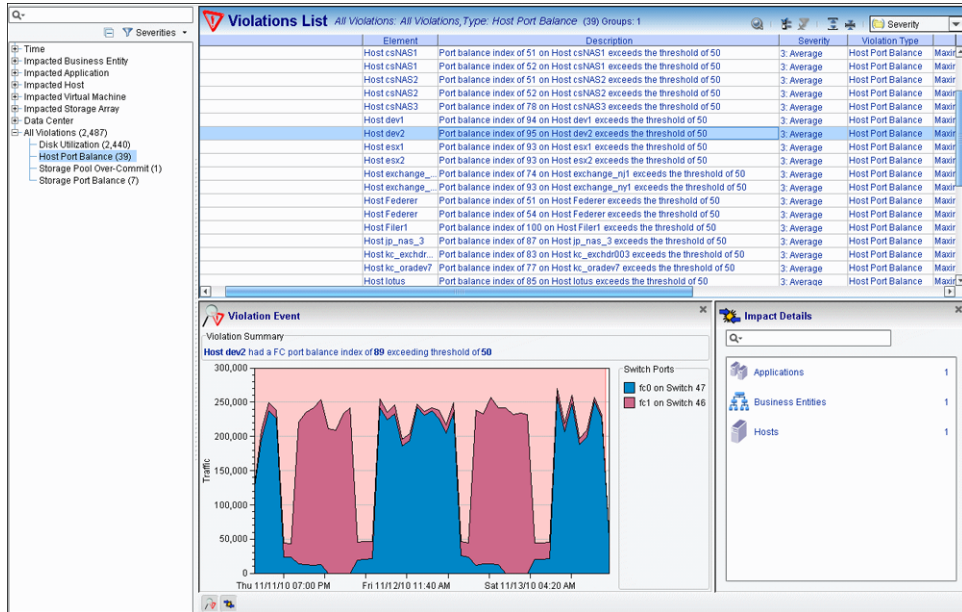 Severities
Time
Impacted Business Entity
Impacted Application
Impacted Host
Impacted Virtual Machine
Impacted Storage Array
Data Center
All Violations (2,487)
Disk Utilization (2,440)
Host Port Balance (39)
Storage Pool Over-Commit (1)
Storage Port Balance (7)
Violations List All Violations: All Violations,Type: Host Port Balance (39) Groups: 1
Severity
Element Description Severity Violation Type
Host csNAS1 Port balance index of 51 on Host csNAS1 exceeds the threshold of 50 3: Average Host Port Balance Maxir
Host csNAS1 Port balance index of 52 on Host csNAS1 exceeds the threshold of 50 3: Average Host Port Balance Maxir
Host csNAS2 Port balance index of 51 on Host csNAS2 exceeds the threshold of 50 3: Average Host Port Balance Maxir
Host csNAS2 Port balance index of 52 on Host csNAS2 exceeds the threshold of 50 3: Average Host Port Balance Maxir
Host csNAS3 Port balance index of 78 on Host csNAS3 exceeds the threshold of 50 3: Average Host Port Balance Maxir
Host dev1 Port balance index of 94 on Host dev1 exceeds the threshold of 50 3: Average Host Port Balance Maxir
Host dev2 Port balance index of 95 on Host dev2 exceeds the threshold of 50 3: Average Host Port Balance Maxir
Host esx1 Port balance index of 93 on Host esx1 exceeds the threshold of 50 3: Average Host Port Balance Maxir
Host esx2 Port balance index of 93 on Host esx2 exceeds the threshold of 50 3: Average Host Port Balance Maxir
Host exchange_... Port balance index of 74 on Host exchange_nj1 exceeds the threshold of 50 3: Average Host Port Balance Maxir
Host exchange_... Port balance index of 93 on Host exchange_ny1 exceeds the threshold of 50 3: Average Host Port Balance Maxir
Host Federer Port balance index of 51 on Host Federer exceeds the threshold of 50 3: Average Host Port Balance Maxir
Host Federer Port balance index of 54 on Host Federer exceeds the threshold of 50 3: Average Host Port Balance Maxir
Host Filer1 Port balance index of 100 on Host Filer1 exceeds the threshold of 50 3: Average Host Port Balance Maxir
Host jp_nas_3 Port balance index of 87 on Host jp_nas_3 exceeds the threshold of 50 3: Average Host Port Balance Maxir
Host kc_exchdr... Port balance index of 83 on Host kc_exchdr003 exceeds the threshold of 50 3: Average Host Port Balance Maxir
Host kc_oradev7 Port balance index of 77 on Host kc_oradev7 exceeds the threshold of 50 3: Average Host Port Balance Maxir
Host lotus Port balance index of 85 on Host lotus exceeds the threshold of 50 3: Average Host Port Balance Maxir
Violation Event
Violation Summary
Host dev2 had a FC port balance index of 89 exceeding threshold of 50
300,000
250,000
200,000
150,000
100,000
50,000
0
Traffic
Thu 11/11/10 07:00 PM Fri 11/12/10 11:40 AM Sat 11/13/10 04:20 AM
Switch Ports
fc0 on Switch 47
fc1 on Switch 46
Impact Details
Applications 1
Business Entities 1
Hosts 1